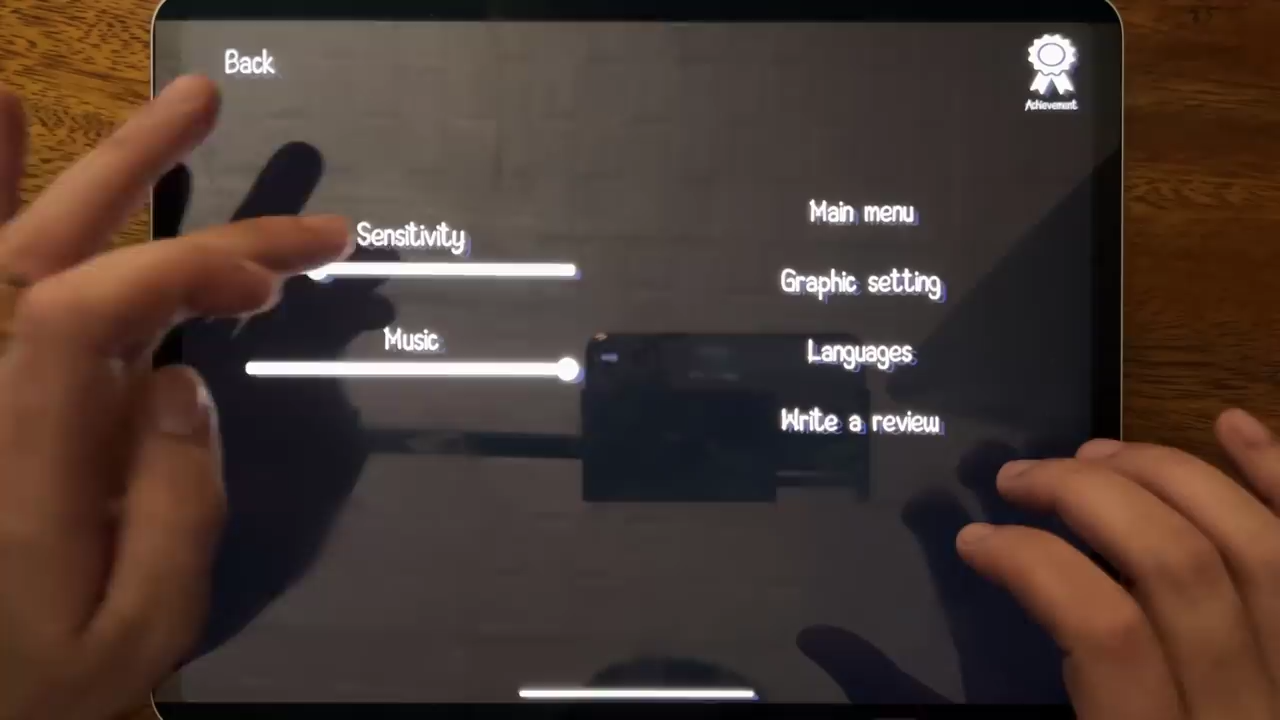 Back
Achievement
Sensitivity
Music
Main menu
Graphic setting
Languages
Write a review